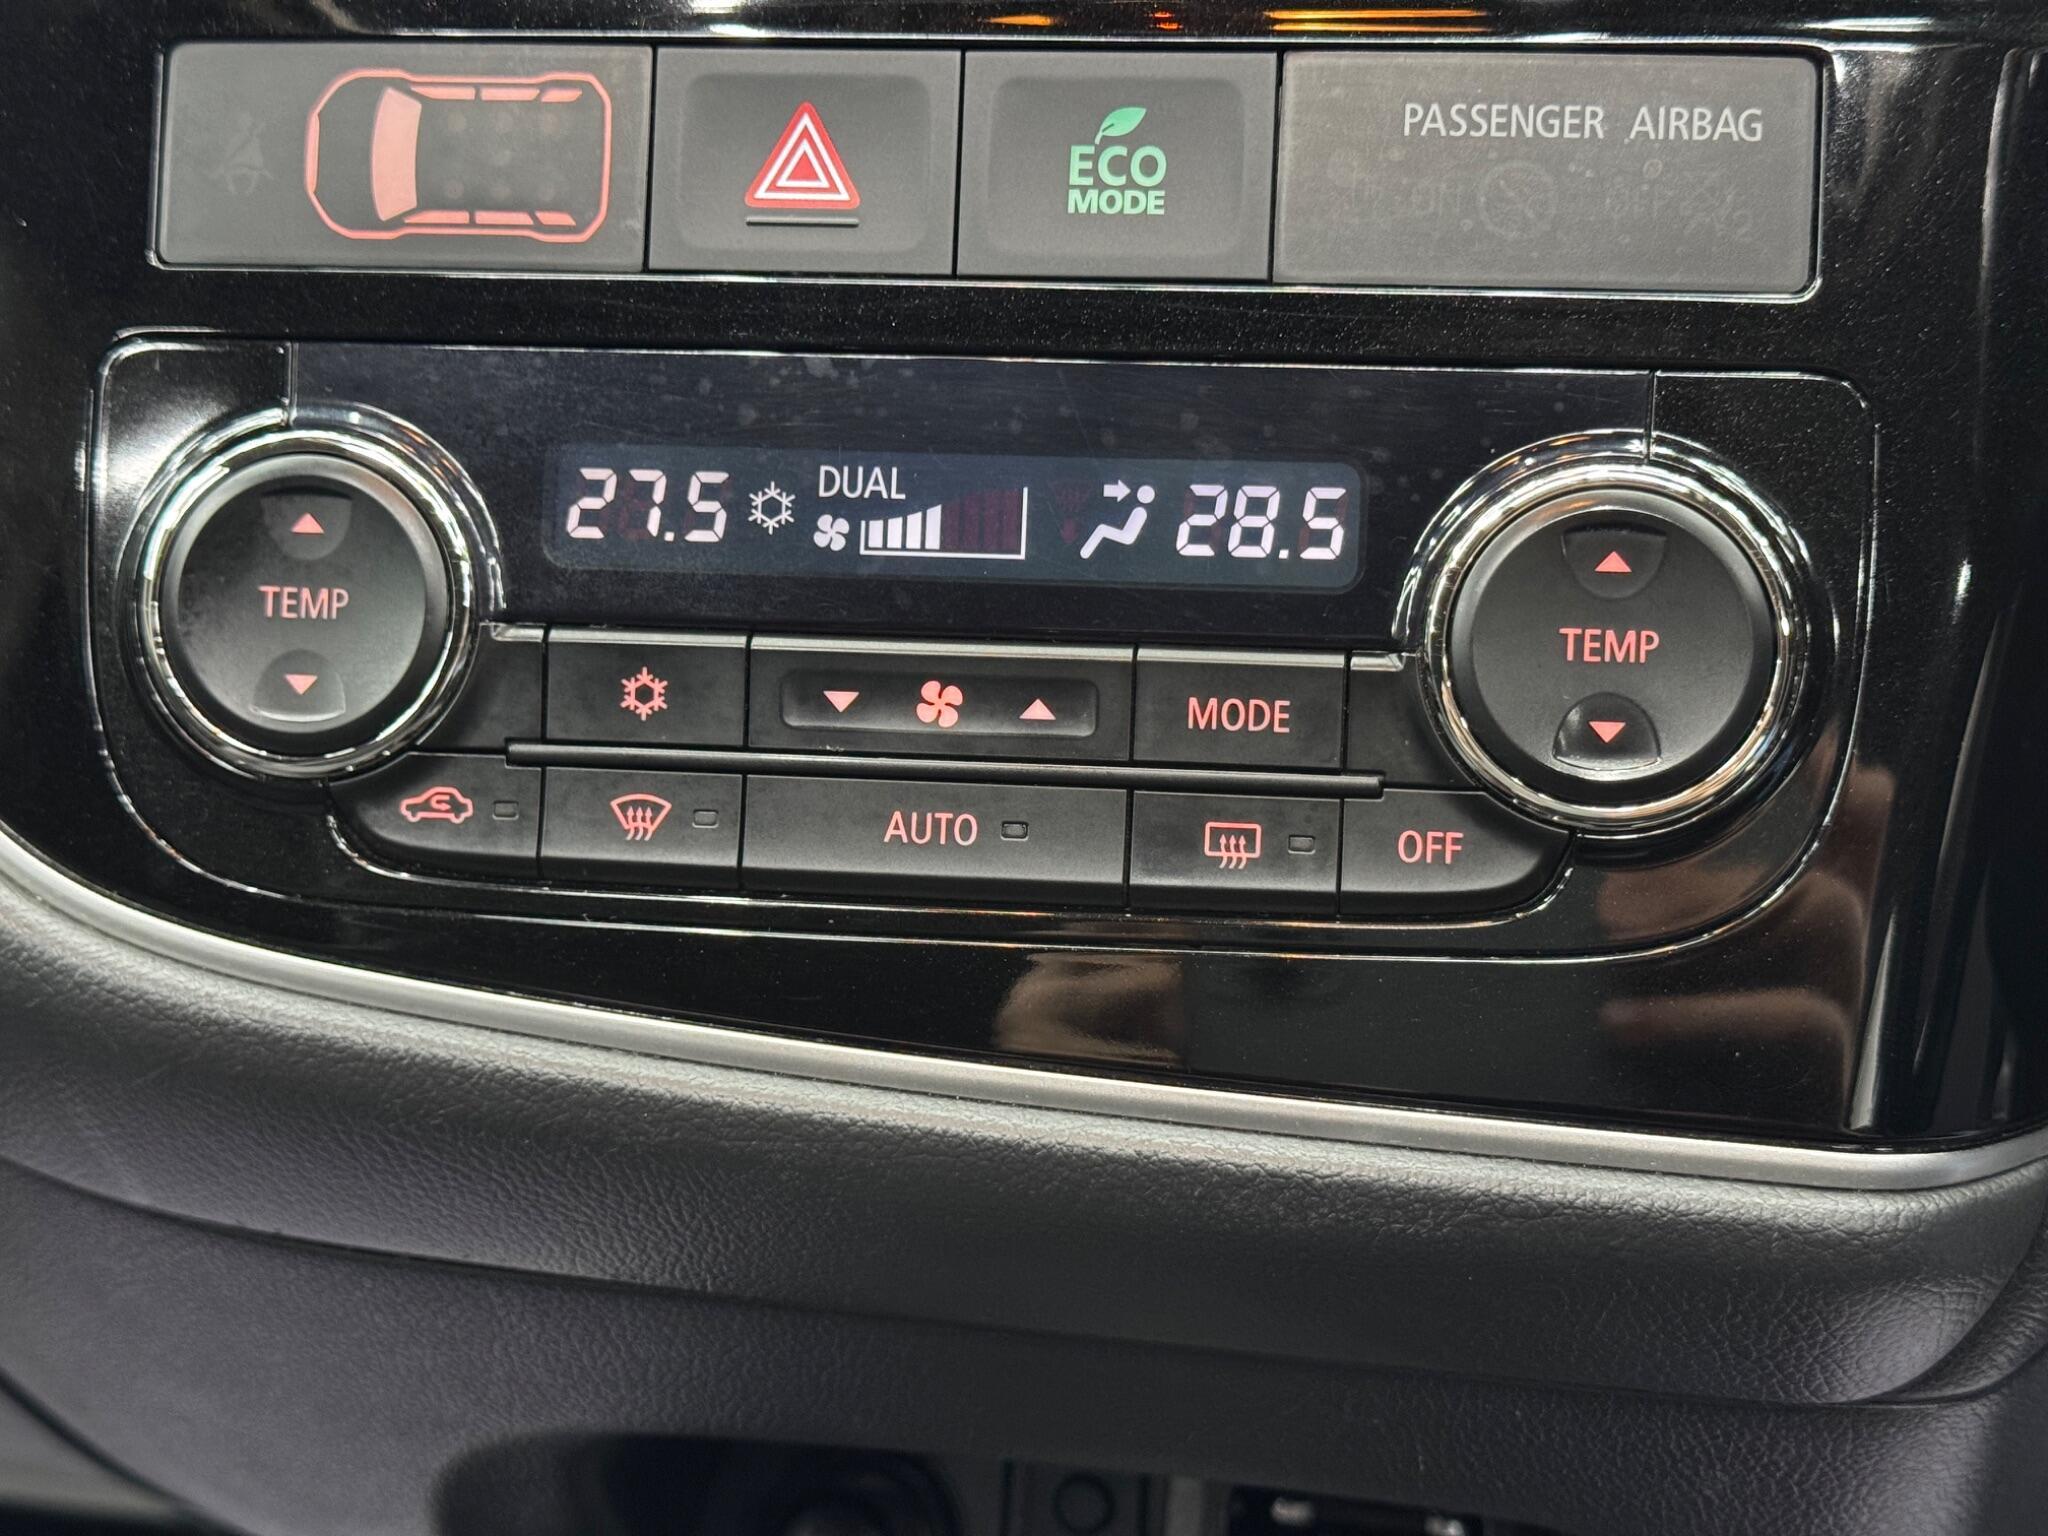 ECO
MODE
PASSENGER AIRBAG
27.5 DUAL 28.5
TEMP
TEMP
MODE
AUTO
OFF